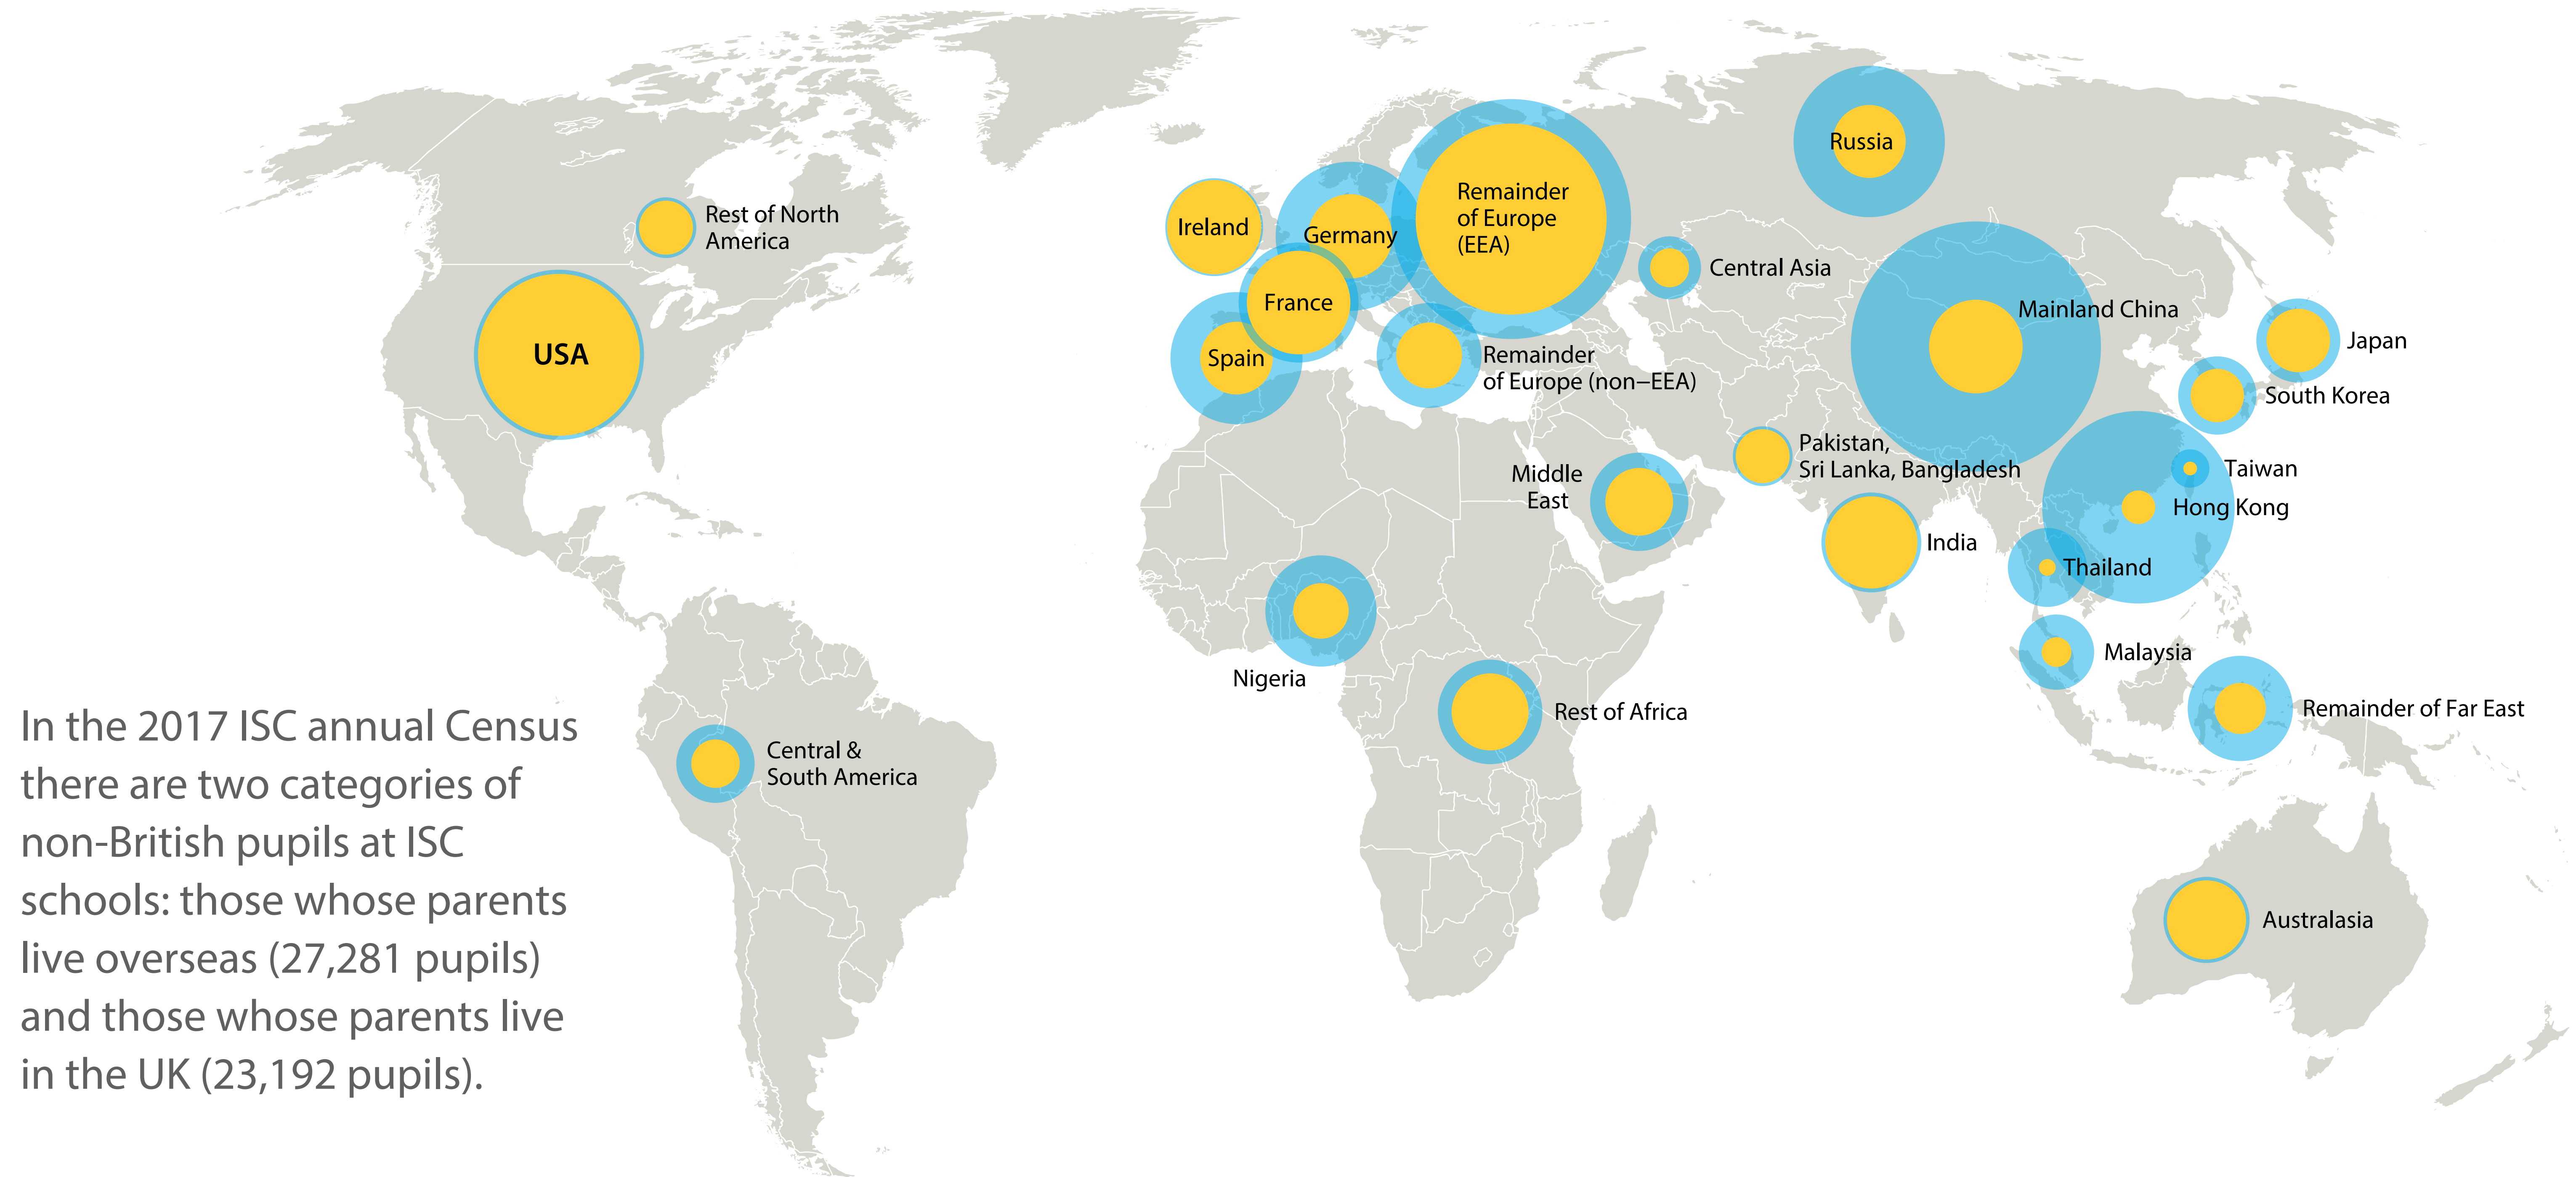 Rest of North
America
USA
Central &
South America
Ireland
Germany
France
Spain
Remainder
of Europe
(EEA)
Remainder
of Europe (non–EEA)
Russia
Central Asia
Mainland China
Japan
South Korea
Taiwan
Hong Kong
Thailand
Malaysia
Remainder of Far East
Pakistan,
Sri Lanka, Bangladesh
India
Middle
East
Nigeria
Rest of Africa
Australasia
In the 2017 ISC annual Census
there are two categories of
non-British pupils at ISC
schools: those whose parents
live overseas (27,281 pupils)
and those whose parents live
in the UK (23,192 pupils).